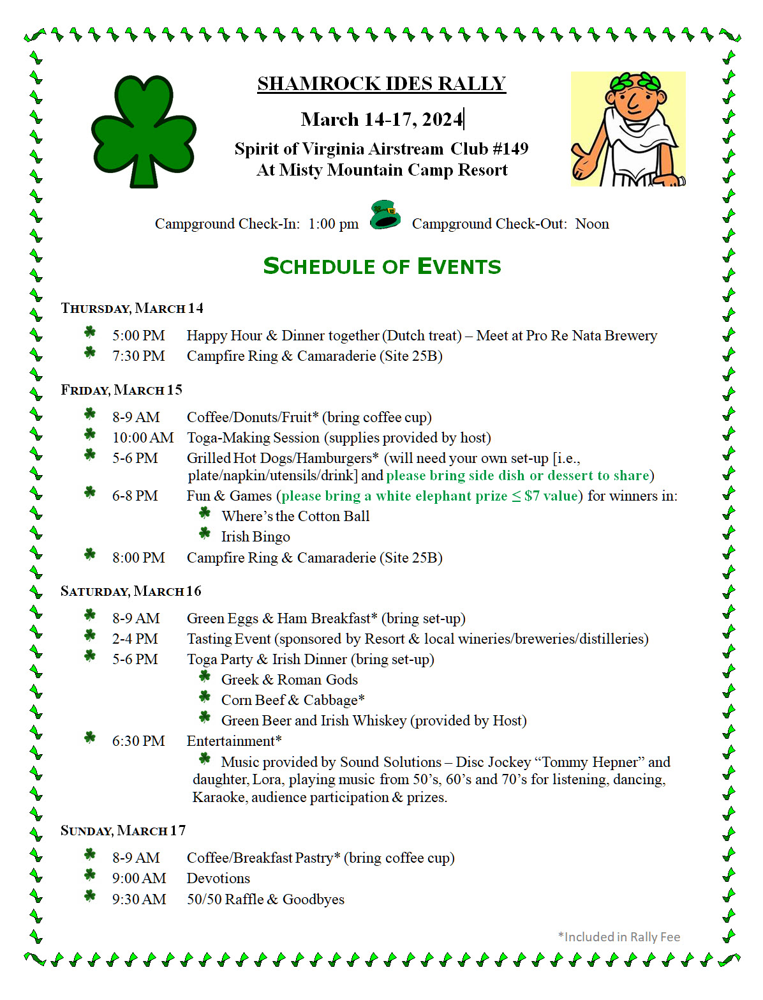 SHAMROCK IDES RALLY
March 14-17, 2024
Spirit of Virginia Airstream Club #149
At Misty Mountain Camp Resort
Campground Check-In: 1:00 pm Campground Check-Out: Noon
SCHEDULE OF EVENTS
THURSDAY, MARCH 14
5:00 PM Happy Hour & Dinner together (Dutch treat) – Meet at Pro Re Nata Brewery
7:30 PM Campfire Ring & Camaraderie (Site 25B)
FRIDAY, MARCH 15
8-9 AM Coffee/Donuts/Fruit* (bring coffee cup)
10:00 AM Toga-Making Session (supplies provided by host)
5-6 PM Grilled Hot Dogs/Hamburgers* (will need your own set-up [i.e.,
plate/napkin/utensils/drink] and please bring side dish or dessert to share)
6-8 PM Fun & Games (please bring a white elephant prize ≤ $7 value) for winners in:
Where’s the Cotton Ball
Irish Bingo
8:00 PM Campfire Ring & Camaraderie (Site 25B)
SATURDAY, MARCH 16
8-9 AM Green Eggs & Ham Breakfast* (bring set-up)
2-4 PM Tasting Event (sponsored by Resort & local wineries/breweries/distilleries)
5-6 PM Toga Party & Irish Dinner (bring set-up)
Greek & Roman Gods
Corn Beef & Cabbage*
Green Beer and Irish Whiskey (provided by Host)
6:30 PM Entertainment*
Music provided by Sound Solutions – Disc Jockey “Tommy Hepner” and
daughter, Lora, playing music from 50’s, 60’s and 70’s for listening, dancing,
Karaoke, audience participation & prizes.
SUNDAY, MARCH 17
8-9 AM Coffee/Breakfast Pastry* (bring coffee cup)
9:00 AM Devotions
9:30 AM 50/50 Raffle & Goodbyes
*Included in Rally Fee